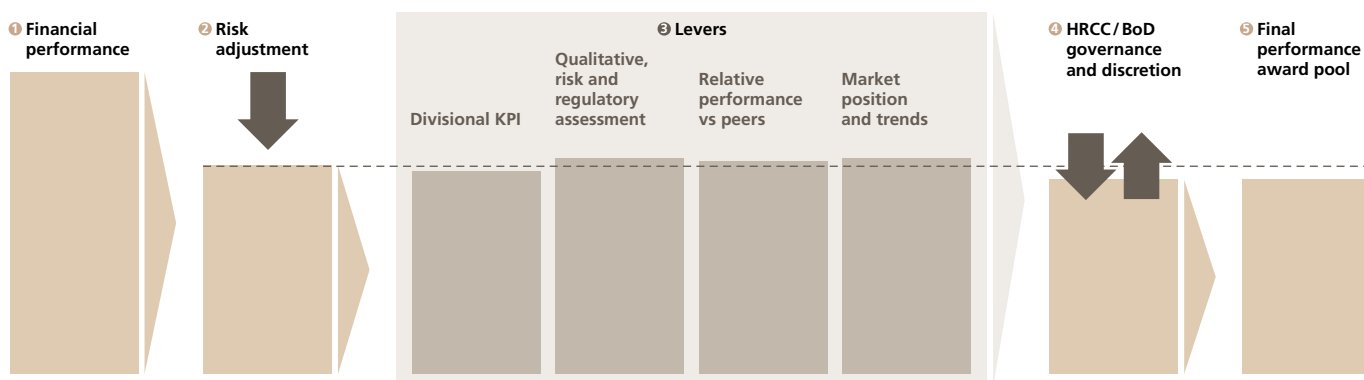 ❶ Financial
performance
❷ Risk
adjustment
❸ Levers
Divisional KPI
Qualitative,
risk and
regulatory
assessment
Relative
performance
vs peers
Market
position
and trends
❹ HRCC/BoD
governance
and discretion
❺ Final
performance
award pool